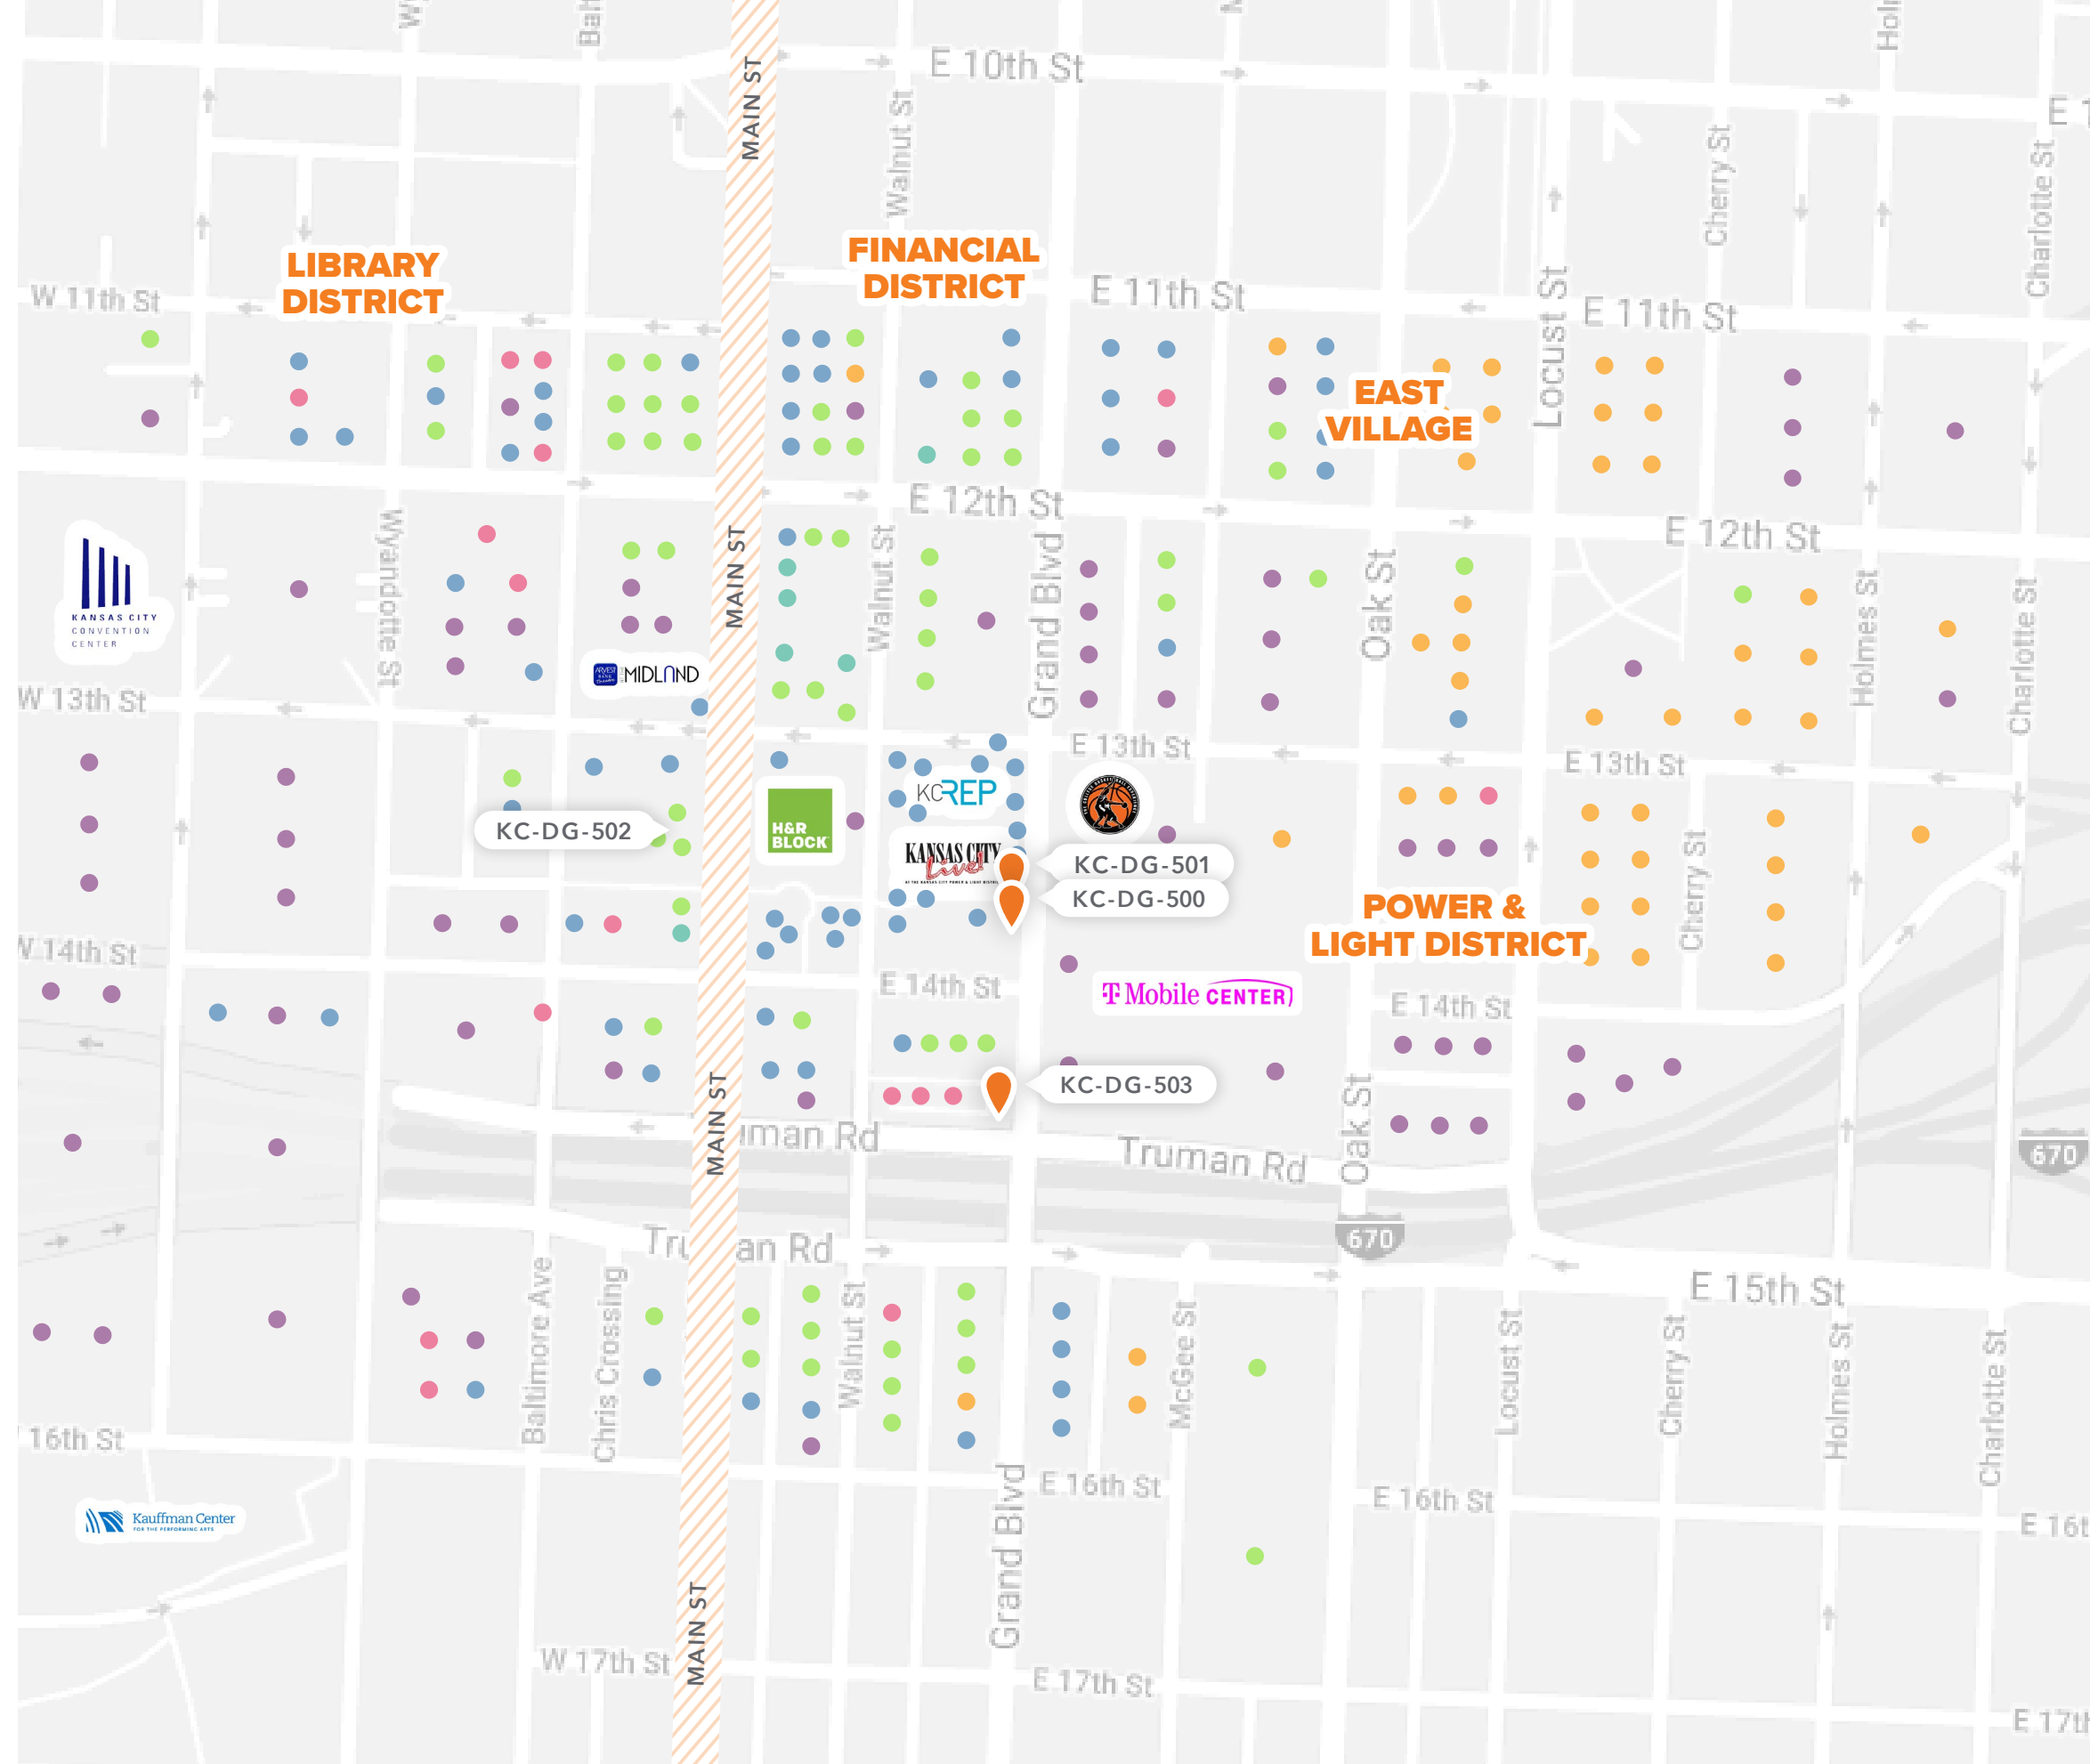 E 10th St
MAIN ST
Walnut St
Cherry St
Charlotte St
LIBRARY
DISTRICT
FINANCIAL
DISTRICT
W 11th St
E 11th St
Locust St
E 11th St
EAST
VILLAGE
E 12th St
E 12th St
Wyandotte St
MAIN ST
Walnut St
Grand Blvd
Oak St
Holmes St
Charlotte St
KANSAS CITY
CONVENTION
CENTER
MIDLAND
W 13th St
E 13th St
E 13th St
KCREP
H&R
BLOCK
KC-DG-502
KANSAS CITY
Live!
KC-DG-501
KC-DG-500
Cherry St
POWER &
LIGHT DISTRICT
W 14th St
E 14th St
T Mobile CENTER
E 14th St
KC-DG-503
MAIN ST
Oak St
Truman Rd
670
670
an Rd
E 15th St
Baltimore Ave
Chris Crossing
Walnut St
McGee St
Locust St
Cherry St
Holmes St
Charlotte St
16th St
Grand Blvd
E 16th St
E 16th St
E 16t
Kauffman Center
FOR THE PERFORMING ARTS
MAIN ST
W 17th St
E 17th St
E 17th